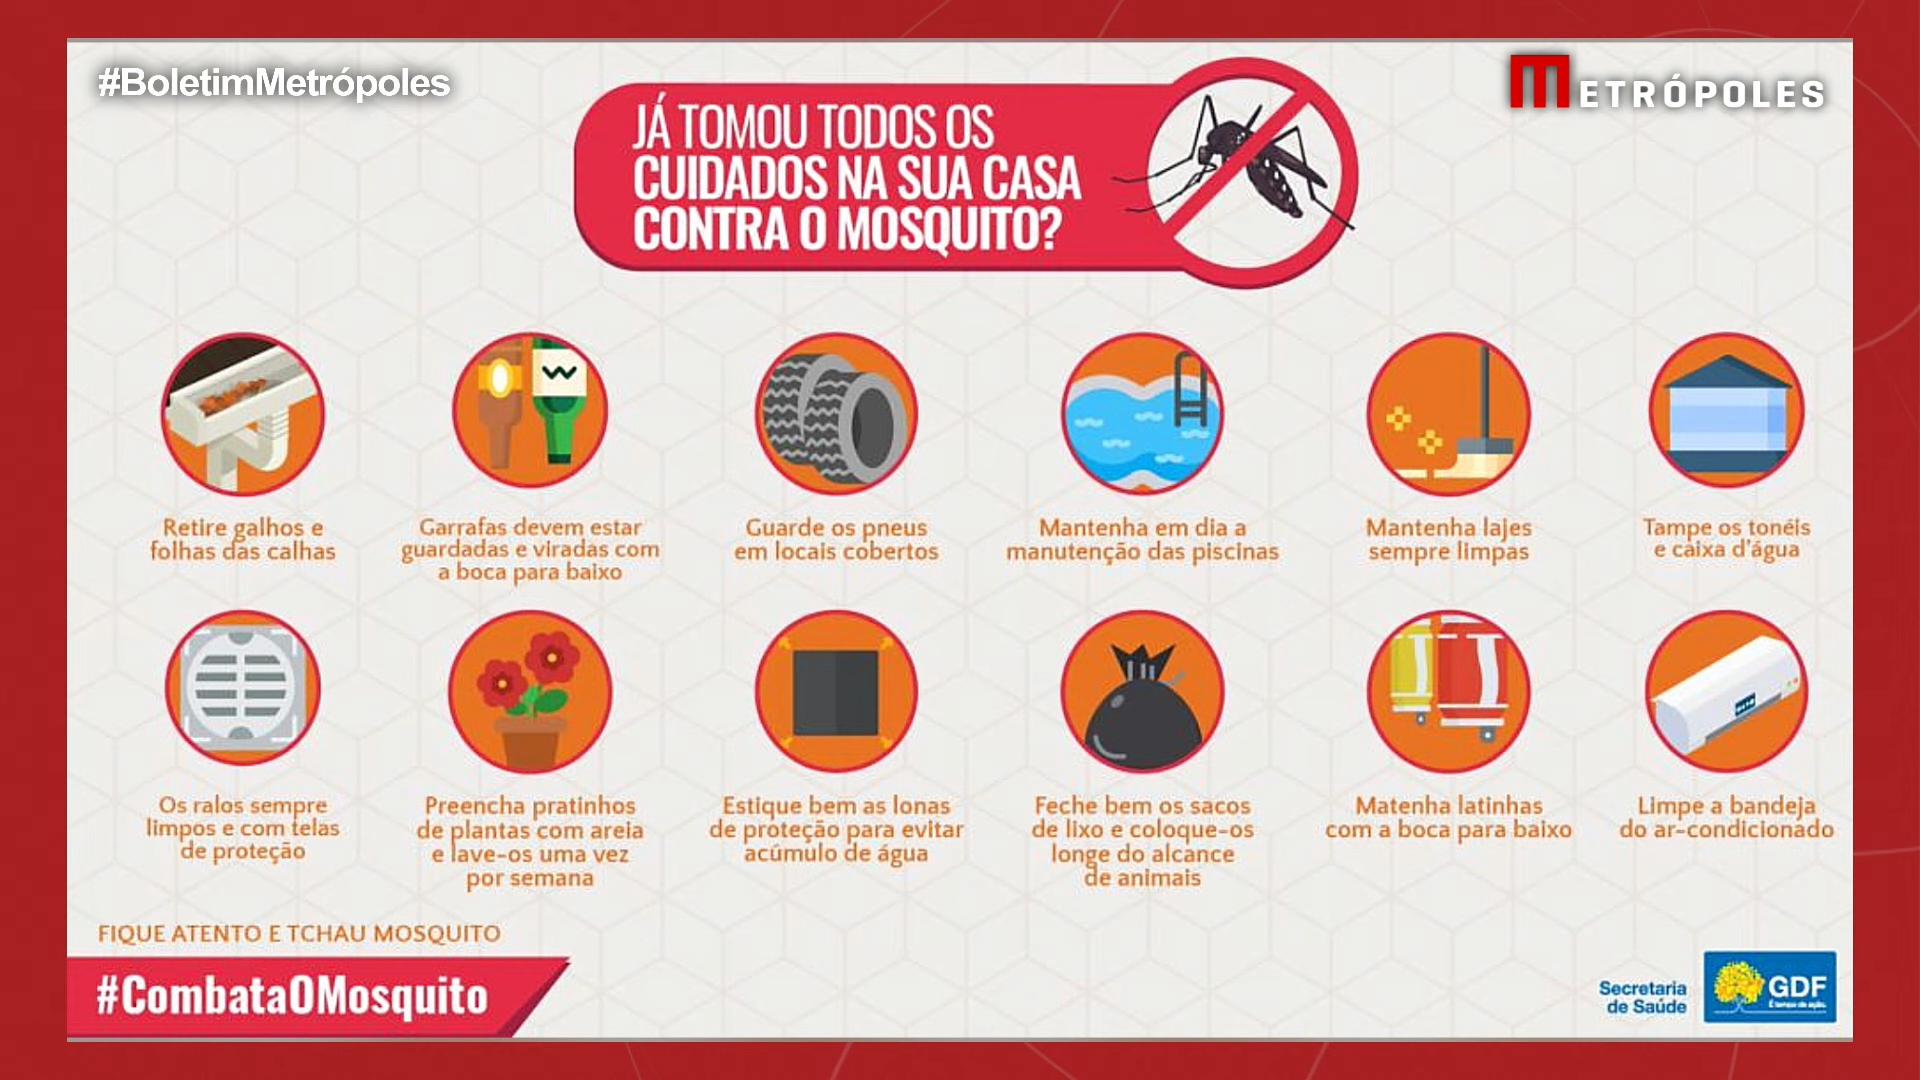 #BoletimMetrópoles
METRÓPOLES
JÁ TOMOU TODOS OS
CUIDADOS NA SUA CASA
CONTRA O MOSQUITO?
Retire galhos e
folhas das calhas
Garrafas devem estar
guardadas e viradas com
a boca para baixo
Guarde os pneus
em locais cobertos
Mantenha em dia a
manutenção das piscinas
Mantenha lajes
sempre limpas
Tampe os tonéis
e caixa d'água
Os ralos sempre
limpos e com telas
de proteção
Preencha pratinhos
de plantas com areia
e lave-os uma vez
por semana
Estique bem as lonas
de proteção para evitar
acúmulo de água
Feche bem os sacos
de lixo e coloque-os
longe do alcance
de animais
Matenha latinhas
com a boca para baixo
Limpe a bandeja
do ar-condicionado
FIQUE ATENTO E TCHAU MOSQUITO
#CombataOMosquito
Secretaria
de Saúde
GDF
É tempo de ação.